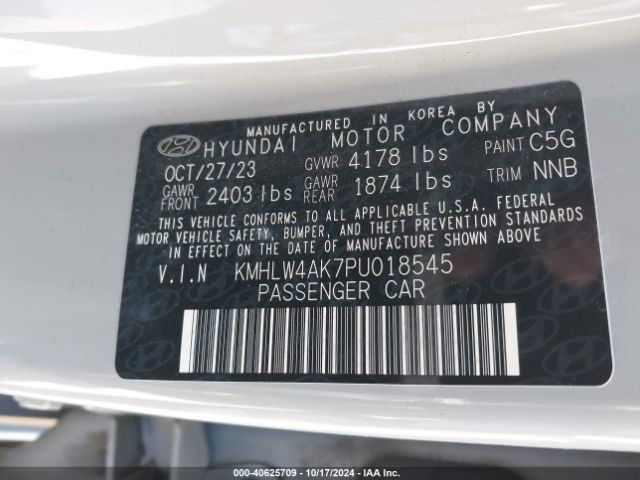 MANUFACTURED IN KOREA BY
HYUNDAI MOTOR COMPANY
OCT/27/23 GVWR 4178 lbs PAINT C5G
GAWR FRONT 2403 lbs GAWR REAR 1874 lbs TRIM NNB
THIS VEHICLE CONFORMS TO ALL APPLICABLE U.S.A. FEDERAL
MOTOR VEHICLE SAFETY, BUMPER, AND THEFT PREVENTION STANDARDS
IN EFFECT ON THE DATE OF MANUFACTURE SHOWN ABOVE.
V.I.N KMHLW4AK7PU018545
PASSENGER CAR
000-40625709 - 10/17/2024 - IAA Inc.